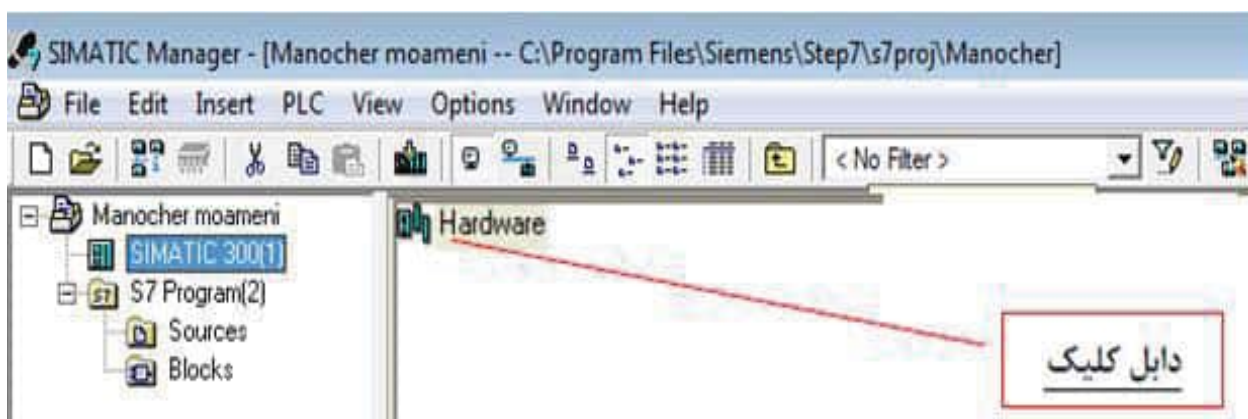 SIMATIC Manager - [Manocher moameni -- C:\Program Files\Siemens\Step7\s7proj\Manocher]
File Edit Insert PLC View Options Window Help
< No Filter >
Manocher moameni
SIMATIC 300(1)
S7 Program(2)
Sources
Blocks
Hardware
دابل کلیک